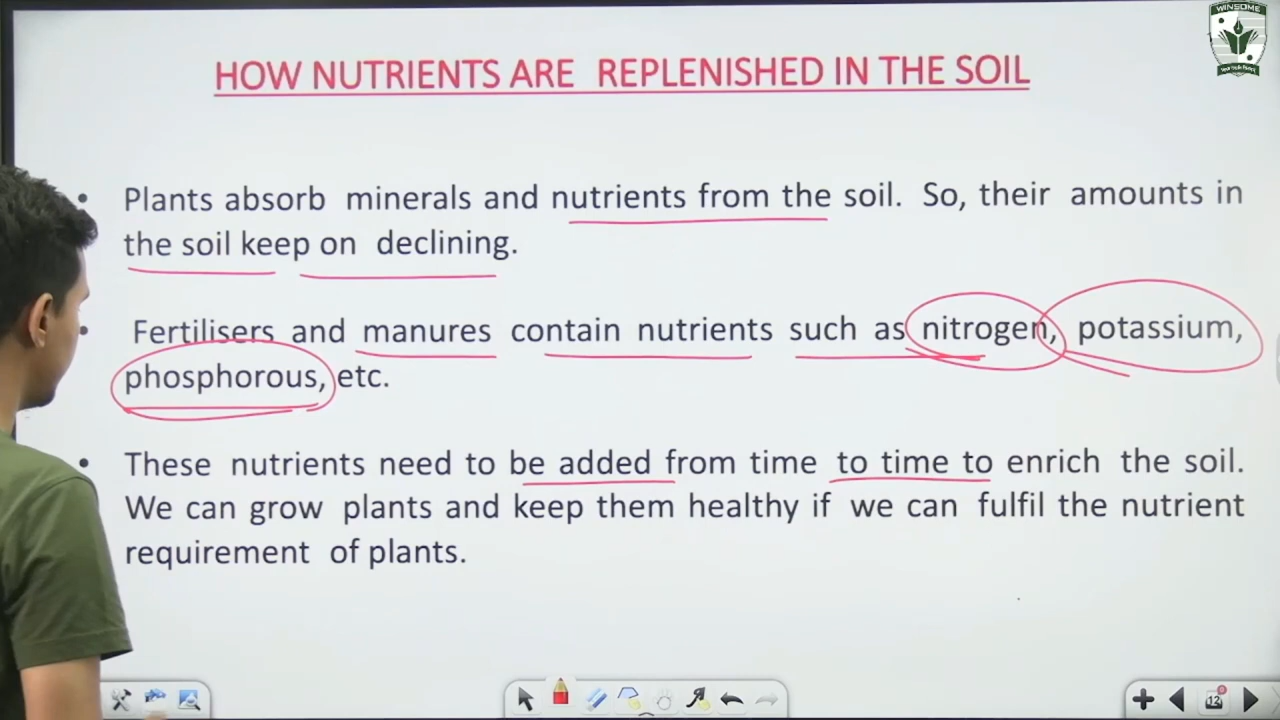 WINSOME
HOW NUTRIENTS ARE REPLENISHED IN THE SOIL
• Plants absorb minerals and nutrients from the soil. So, their amounts in
the soil keep on declining.
• Fertilisers and manures contain nutrients such as nitrogen, potassium,
phosphorous, etc.
• These nutrients need to be added from time to time to enrich the soil.
We can grow plants and keep them healthy if we can fulfil the nutrient
requirement of plants.
12